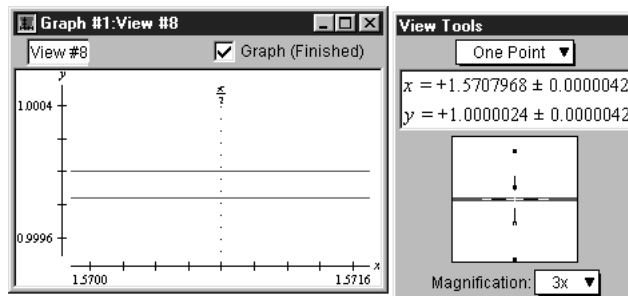 Graph #1:View #8
View #8
Graph (Finished)
y
1.0004
0.9996
1.5700
1.5716
x
View Tools
One Point
x = +1.5707968 ± 0.0000042
y = +1.0000024 ± 0.0000042
Magnification: 3x